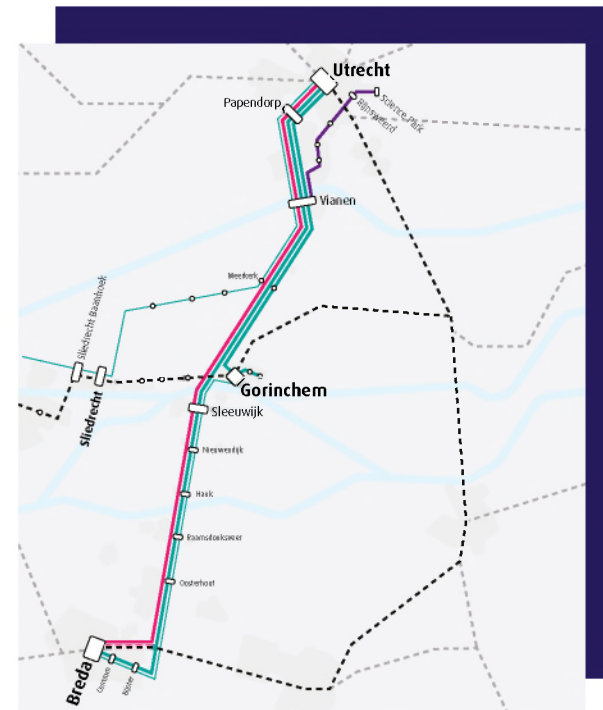 Utrecht
Papendorp
Science Park
Rijnsweerd
Vianen
Meerkerk
Sliedrecht Baanhoek
Gorinchem
Sliedrecht
Sleeuwijk
Nieuwendijk
Hank
Raamsdonksveer
Oosterhout
Breda